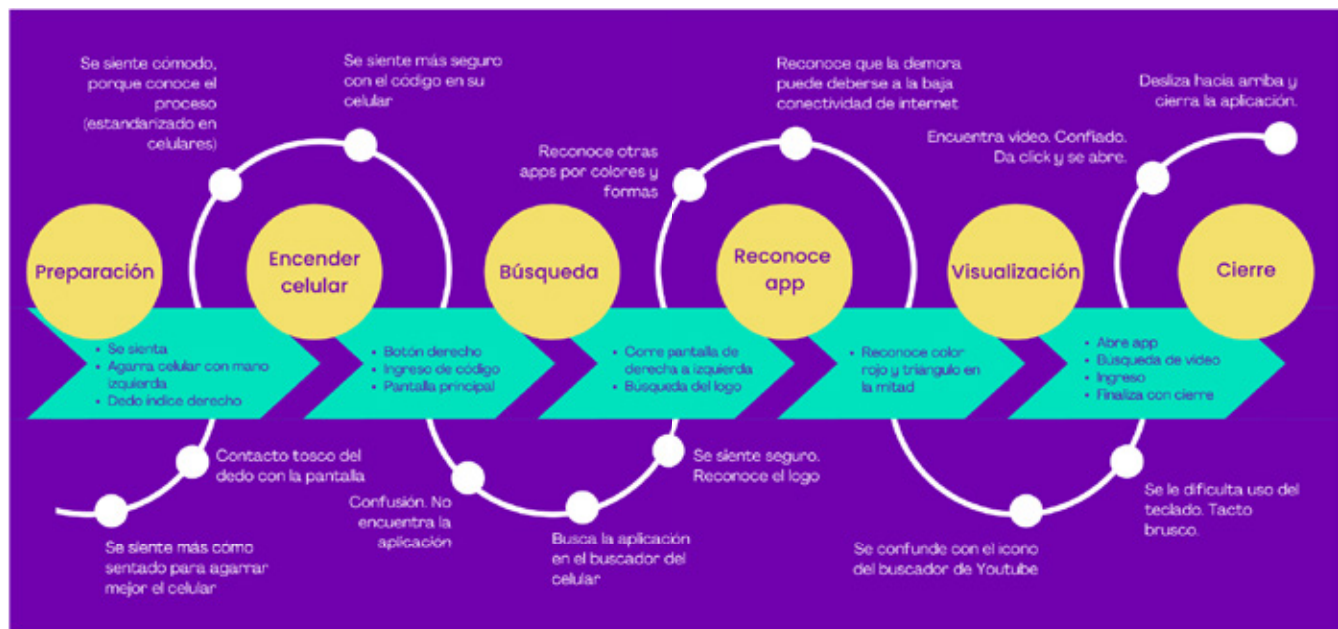 Se siente cómodo,
porque conoce el
proceso
(estandarizado en
celulares)
Se siente más seguro
con el código en su
celular
Reconoce otras
apps por colores y
formas
Reconoce que la demora
puede deberse a la baja
conectividad de internet
Encuentra video. Confiado.
Da click y se abre.
Desliza hacia arriba y
cierra la aplicación.
Preparación
Encender
celular
Búsqueda
Reconoce
app
Visualización
Cierre
• Se sienta
• Agarra celular con mano
izquierda
• Dedo índice derecho
• Botón derecho
• Ingreso de código
• Pantalla principal
• Corre pantalla de
derecha a izquierda
• Búsqueda del logo
• Reconoce color
rojo y triángulo en
la mitad
• Abre app
• Búsqueda de video
• Ingreso
• Finaliza con cierre
Contacto tosco del
dedo con la pantalla
Se siente más cómo
sentado para agarrar
mejor el celular
Confusión. No
encuentra la
aplicación
Busca la aplicación
en el buscador del
celular
Se siente seguro.
Reconoce el logo
Se confunde con el icono
del buscador de Youtube
Se le dificulta uso del
teclado. Tacto
brusco.